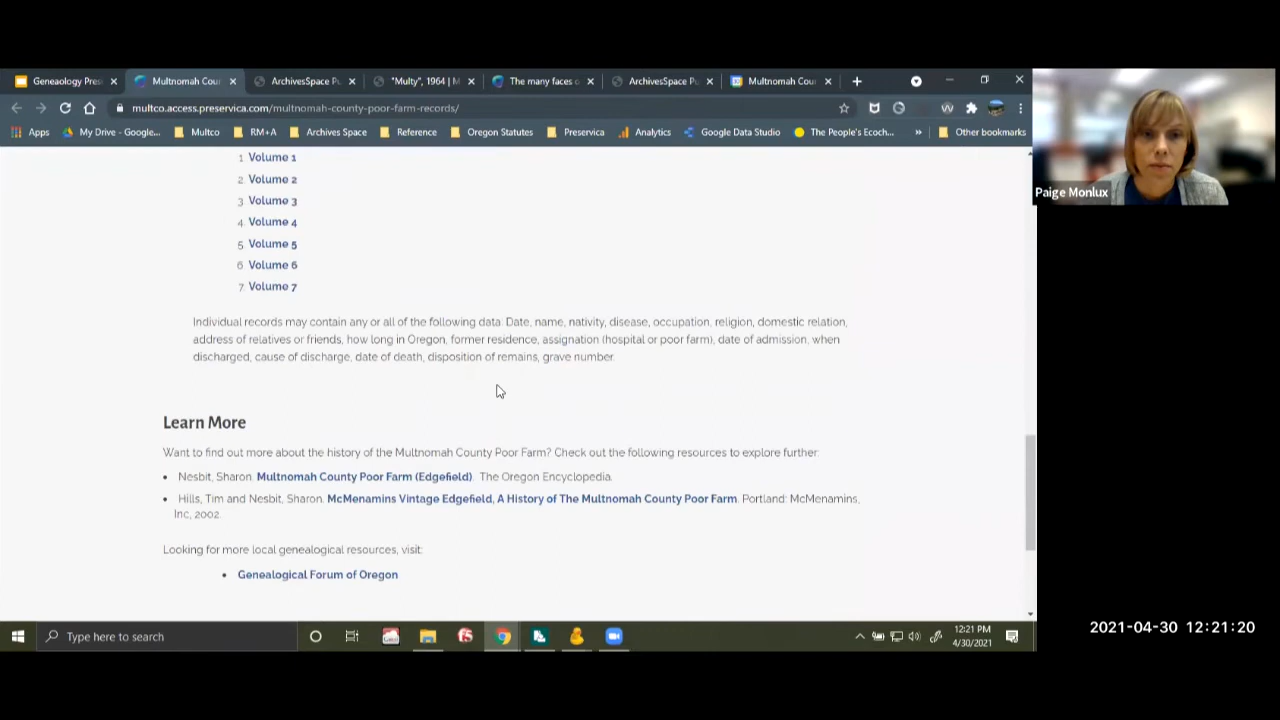 Geneaology Pres
Multnomah Cou
ArchivesSpace Pu
"Multy", 1964 | M
The many faces o
ArchivesSpace Pu
Multnomah Cou
multco.access.preservica.com/multnomah-county-poor-farm-records/
Apps
My Drive - Google...
Multco
RM+A
Archives Space
Reference
Oregon Statutes
Preservica
Analytics
Google Data Studio
The People's Ecoch...
»
Other bookmarks
1 Volume 1
2. Volume 2
3. Volume 3
4. Volume 4
5. Volume 5
6. Volume 6
7. Volume 7
Individual records may contain any or all of the following data: Date, name, nativity, disease, occupation, religion, domestic relation,
address of relatives or friends, how long in Oregon, former residence, assignation (hospital or poor farm), date of admission, when
discharged, cause of discharge, date of death, disposition of remains, grave number.
Learn More
Want to find out more about the history of the Multnomah County Poor Farm? Check out the following resources to explore further:
• Nesbit, Sharon. Multnomah County Poor Farm (Edgefield). The Oregon Encyclopedia.
• Hills, Tim and Nesbit, Sharon. McMenamins Vintage Edgefield, A History of The Multnomah County Poor Farm. Portland: McMenamins,
Inc, 2002.
Looking for more local genealogical resources, visit:
• Genealogical Forum of Oregon
Paige Monlux
Type here to search
12:21 PM
4/30/2021
2021-04-30 12:21:20